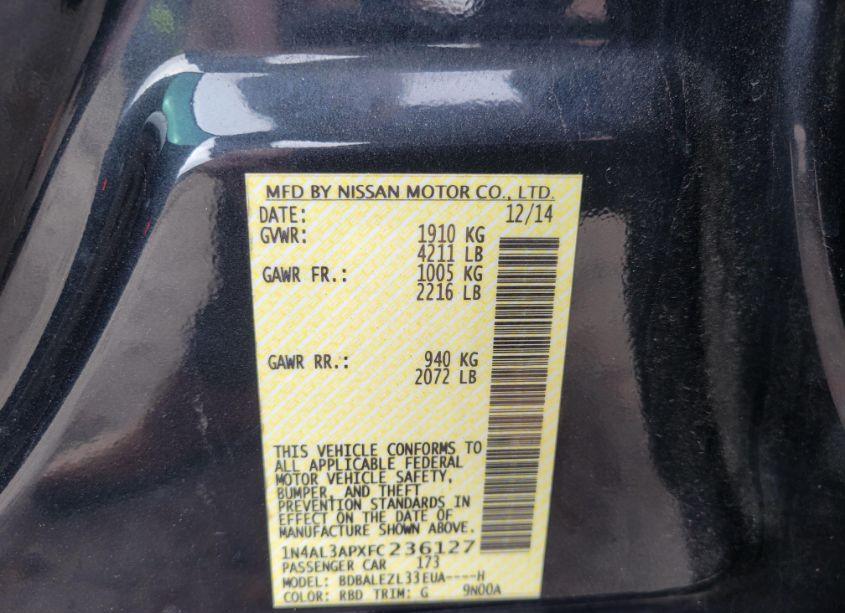 MFD BY NISSAN MOTOR CO., LTD.
DATE: 12/14
GVWR: 1910 KG
4211 LB
GAWR FR.: 1005 KG
2216 LB
GAWR RR.: 940 KG
2072 LB
THIS VEHICLE CONFORMS TO
ALL APPLICABLE FEDERAL
MOTOR VEHICLE SAFETY,
BUMPER, AND THEFT
PREVENTION STANDARDS IN
EFFECT ON THE DATE OF
MANUFACTURE SHOWN ABOVE.
1N4AL3APXFC236127
PASSENGER CAR 173
MODEL: BDBALEZL33EUA----H
COLOR: RBD TRIM: G 9N00A